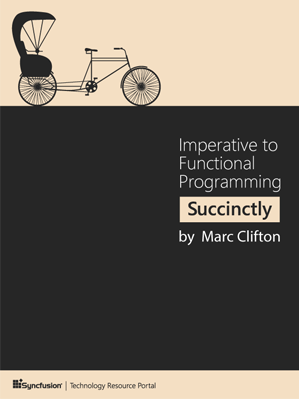 Imperative to
Functional
Programming
Succinctly
by Marc Clifton
Syncfusion | Technology Resource Portal